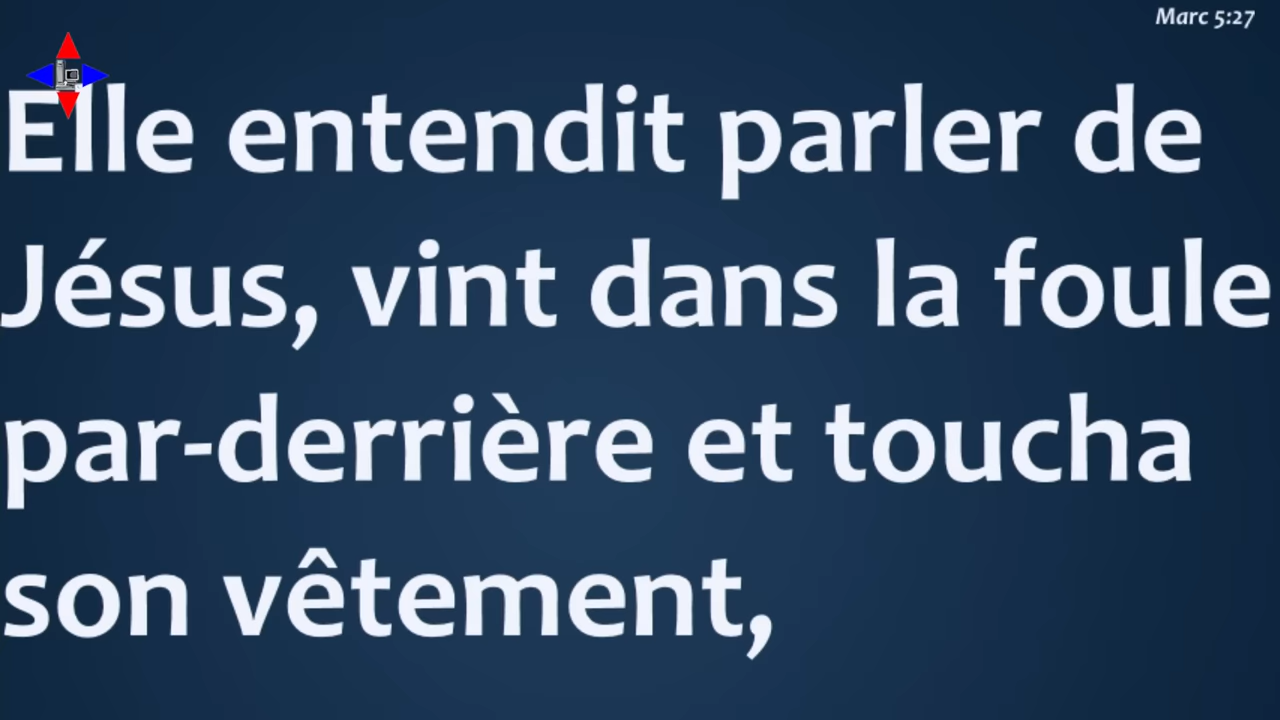 Marc 5:27
Elle entendit parler de
Jésus, vint dans la foule
par-derrière et toucha
son vêtement,